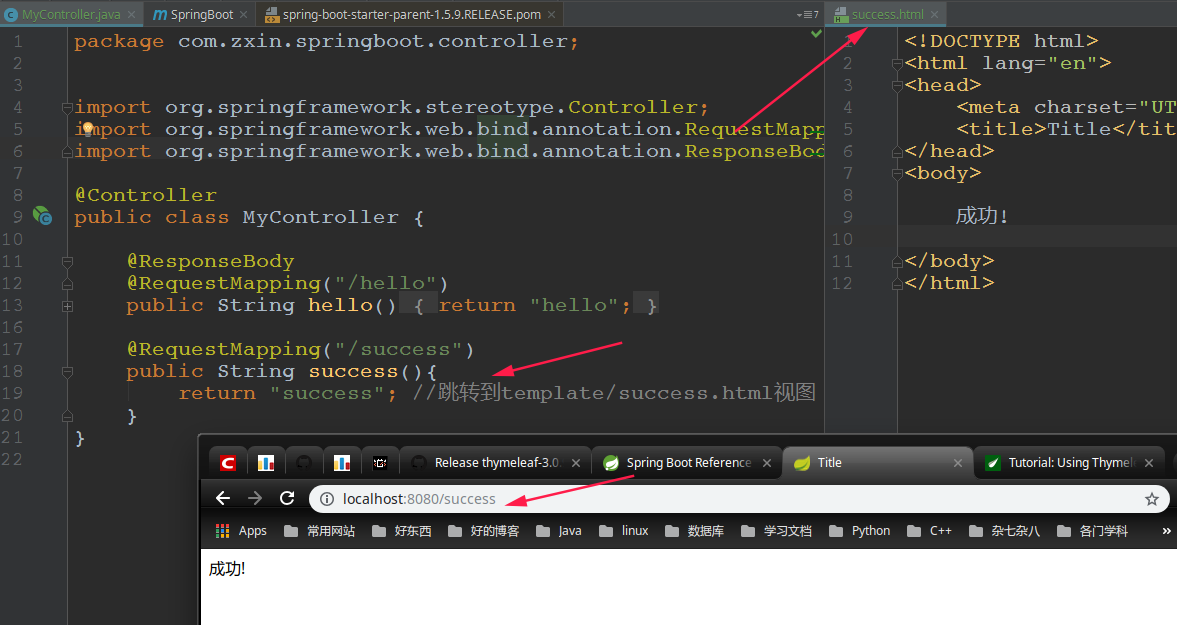 MyController.java
SpringBoot
spring-boot-starter-parent-1.5.9.RELEASE.pom
7
success.html
1 package com.zxin.springboot.controller;
2
3
4 import org.springframework.stereotype.Controller;
5 import org.springframework.web.bind.annotation.RequestMapp
6 import org.springframework.web.bind.annotation.ResponseBod
7
8 @Controller
9 public class MyController {
10
11 @ResponseBody
12 @RequestMapping("/hello")
13 public String hello() { return "hello"; }
16
17 @RequestMapping("/success")
18 public String success(){
19 return "success"; //跳转到template/success.html视图
20 }
21 }
22
1 <!DOCTYPE html>
2 <html lang="en">
3 <head>
4 <meta charset="UT
5 <title>Title</tit
6 </head>
7 <body>
8
9 成功!
10
11 </body>
12 </html>
Release thymeleaf-3.0.
Spring Boot Reference
Title
Tutorial: Using Thymel
localhost:8080/success
Apps
常用网站
好东西
好的博客
Java
linux
数据库
学习文档
Python
C++
杂七杂八
各门学科
»
成功!